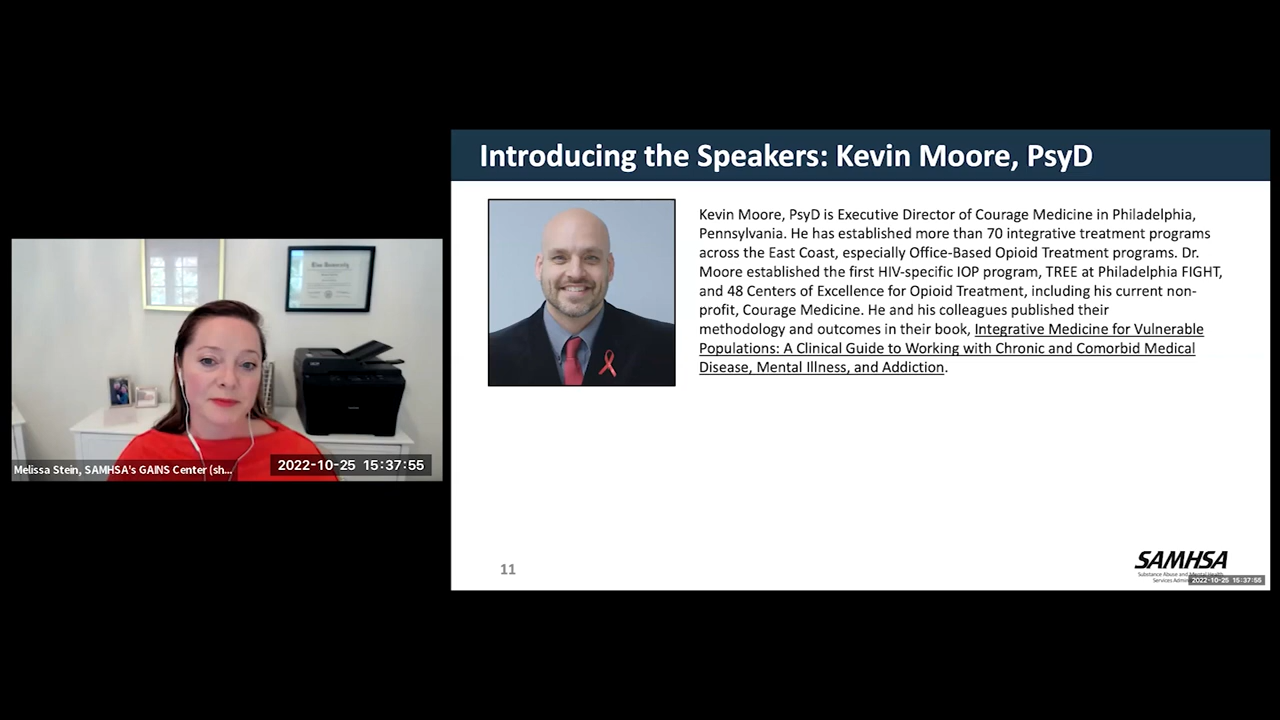 Introducing the Speakers: Kevin Moore, PsyD
Kevin Moore, PsyD is Executive Director of Courage Medicine in Philadelphia,
Pennsylvania. He has established more than 70 integrative treatment programs
across the East Coast, especially Office-Based Opioid Treatment programs. Dr.
Moore established the first HIV-specific IOP program, TREE at Philadelphia FIGHT,
and 48 Centers of Excellence for Opioid Treatment, including his current non-
profit, Courage Medicine. He and his colleagues published their
methodology and outcomes in their book, Integrative Medicine for Vulnerable
Populations: A Clinical Guide to Working with Chronic and Comorbid Medical
Disease, Mental Illness, and Addiction.
Melissa Stein, SAMHSA's GAINS Center (sh...
2022-10-25 15:37:55
11
SAMHSA
Substance Abuse and Mental Health
Services
2022-10-25 15:37:55